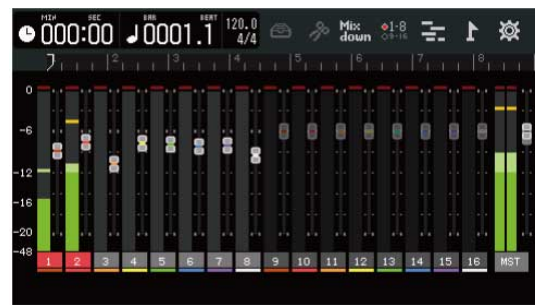 MIN SEC BAR BEAT
000:00 0001.1 120.0 4/4 Mix down 1-8 9-16
2 3 4 5 6 7 8
0
-6
-12
-16
-20
-48
1 2 3 4 5 6 7 8 9 10 11 12 13 14 15 16 MST